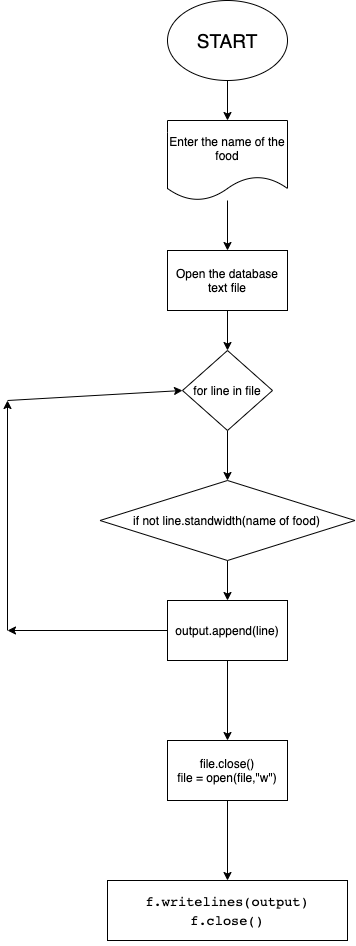 START
Enter the name of the
food
Open the database
text file
for line in file
if not line.standwidth(name of food)
output.append(line)
file.close()
file = open(file,"w")
f.writelines(output)
f.close()